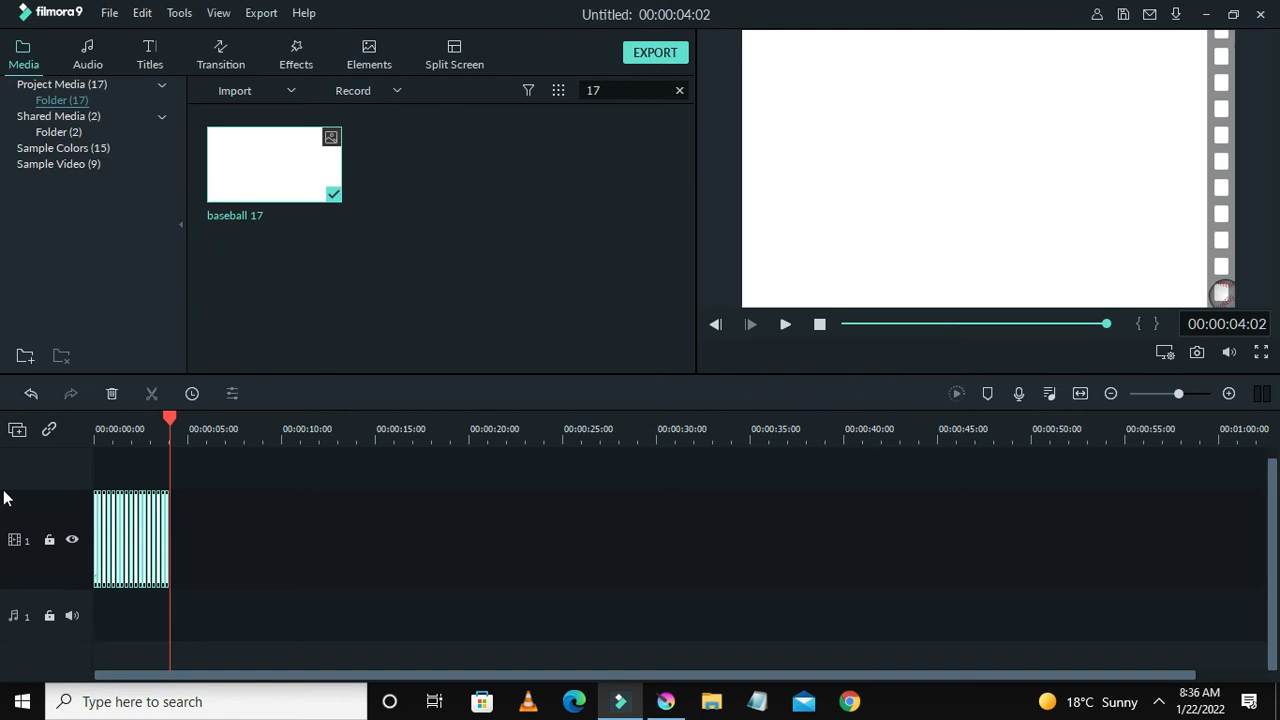 filmora9 File Edit Tools View Export Help Untitled: 00:00:04:02
Media Audio Titles Transition Effects Elements Split Screen EXPORT
Project Media (17) Import Record 17
Folder (17)
Shared Media (2)
Folder (2)
Sample Colors (15)
Sample Video (9)
baseball 17
00:00:04:02
00:00:00:00 00:00:05:00 00:00:10:00 00:00:15:00 00:00:20:00 00:00:25:00 00:00:30:00 00:00:35:00 00:00:40:00 00:00:45:00 00:00:50:00 00:00:55:00 00:01:00:00
1
1
Type here to search 18°C Sunny 8:36 AM
1/22/2022